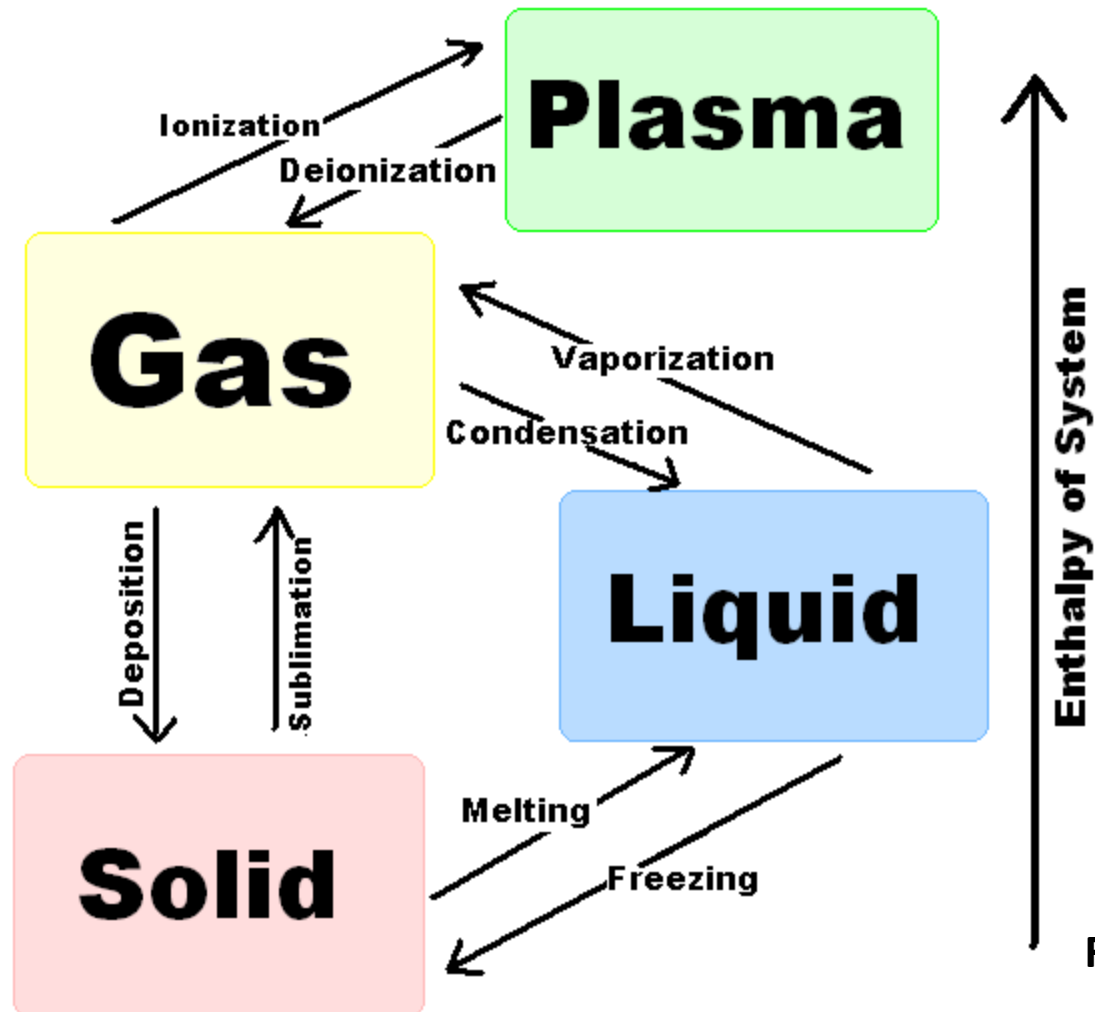 Plasma
Ionization
Deionization
Gas
Vaporization
Condensation
Enthalpy of System
Liquid
Deposition
Sublimation
Melting
Solid
Freezing